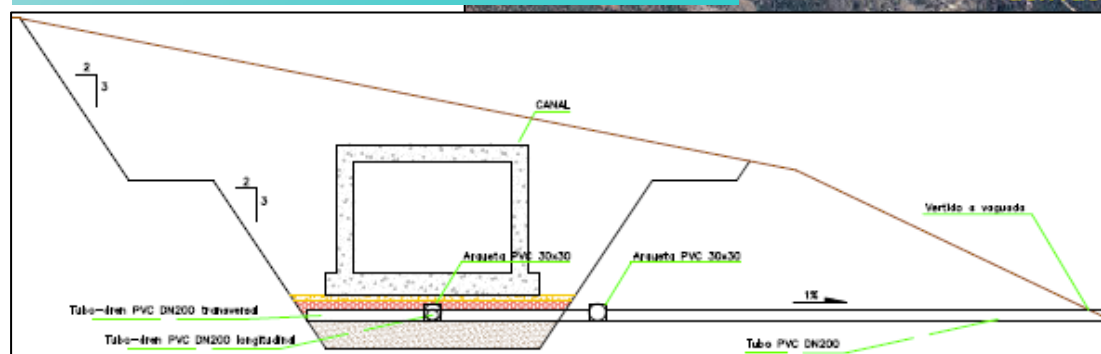 2
3
CANAL
2
3
Vertido a vaguada
Arqueta PVC 30x30
Arqueta PVC 30x30
1%
Tubo-dren PVC DN200 transversal
Tubo-dren PVC DN200 longitudinal
Tubo PVC DN200